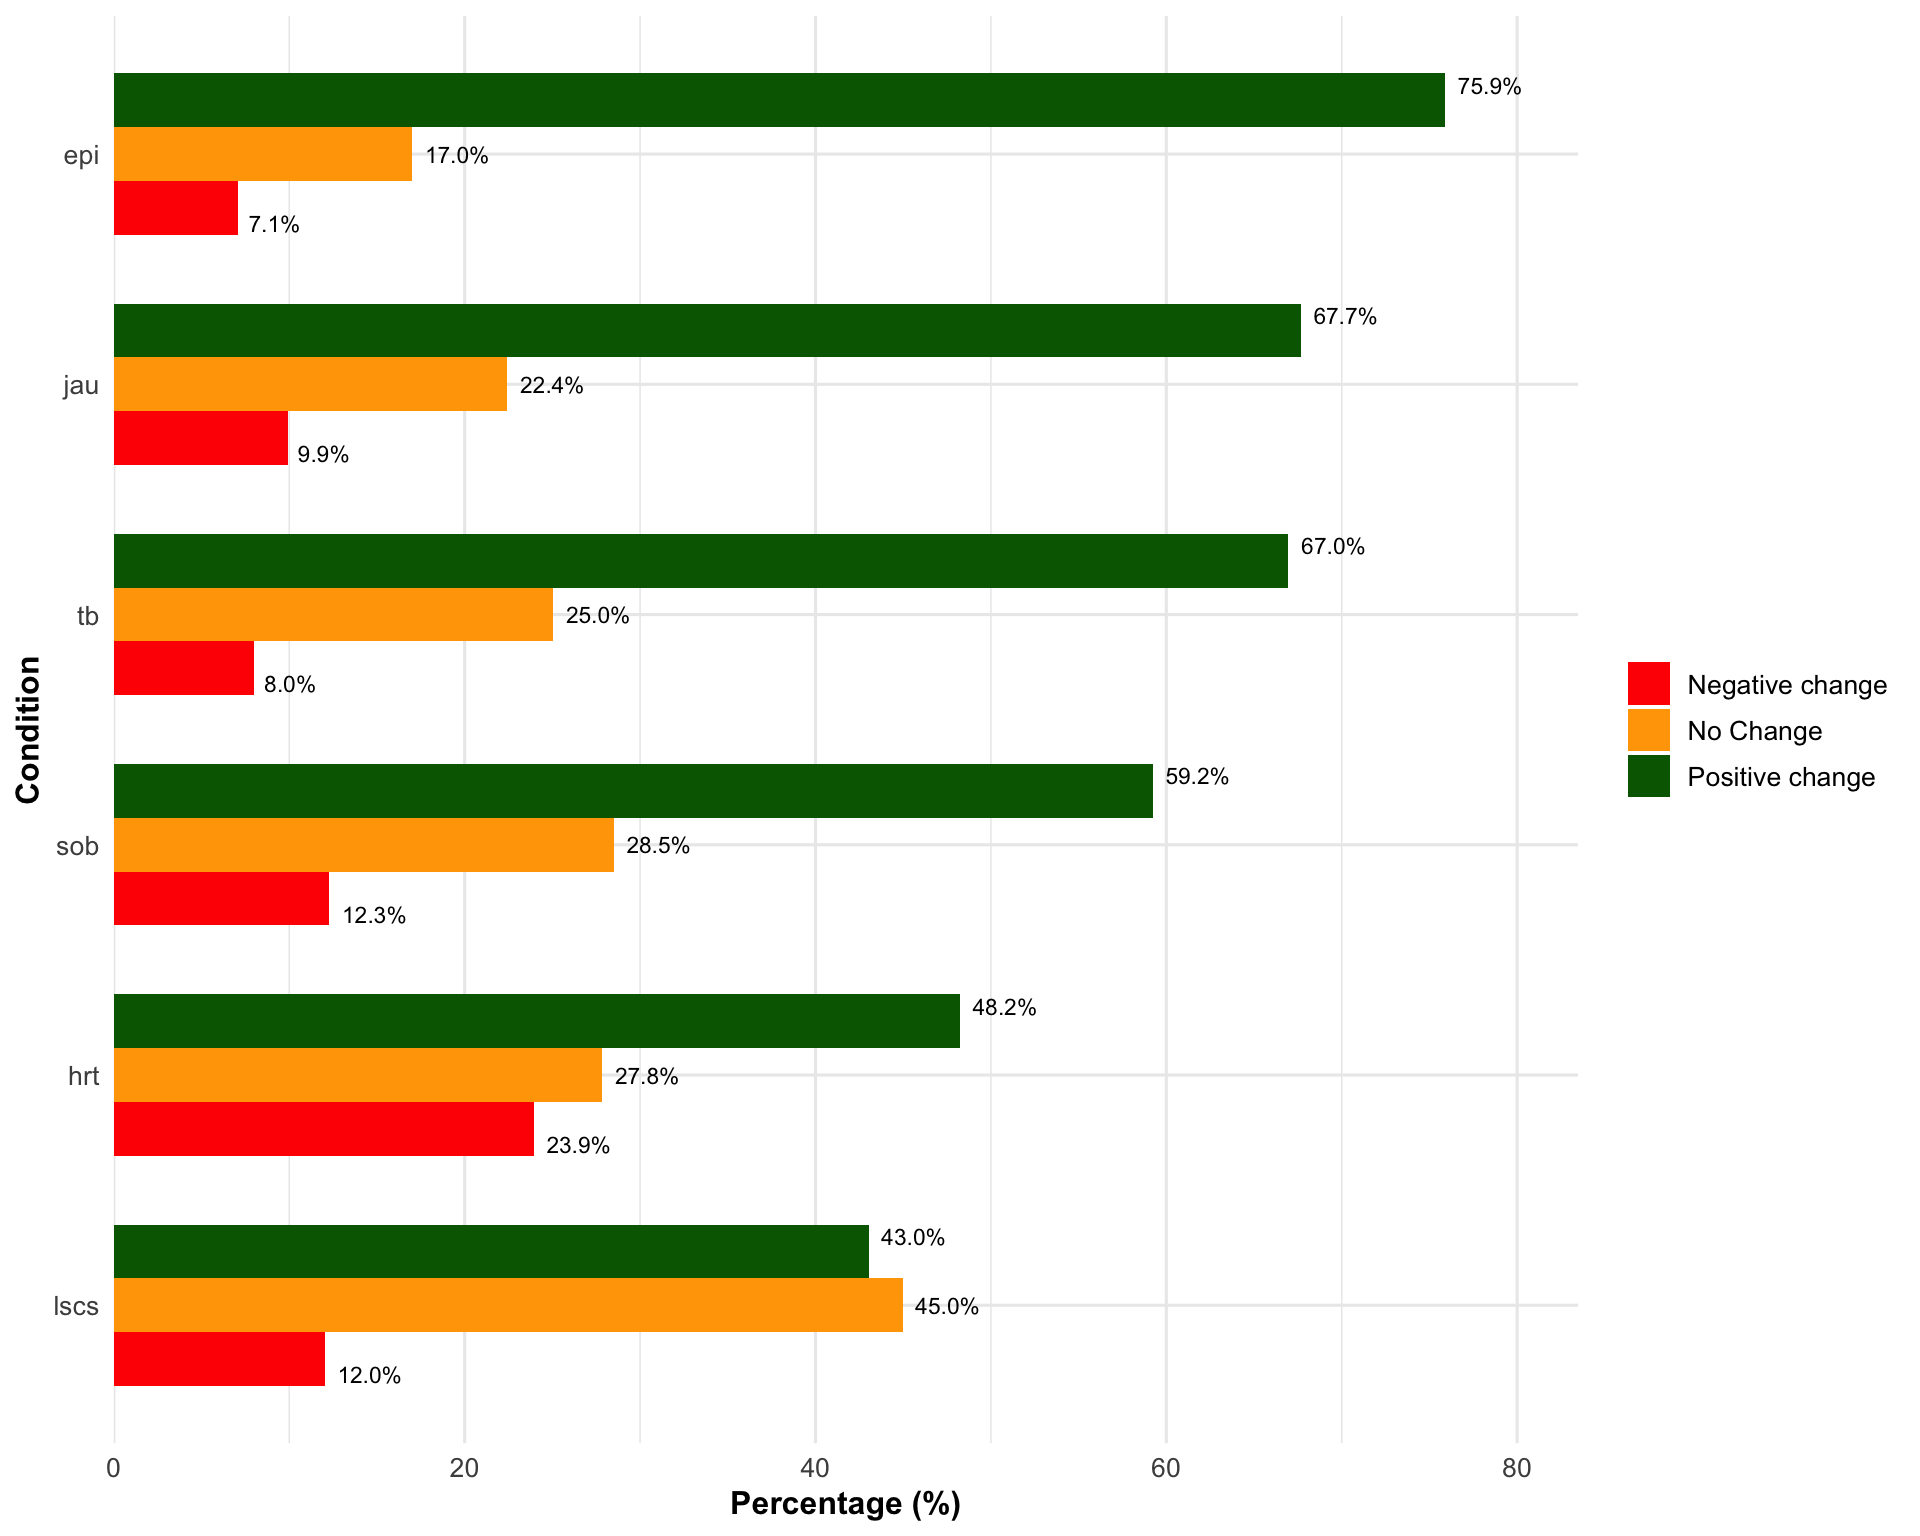 75.9%
epi
17.0%
7.1%
67.7%
jau
22.4%
9.9%
67.0%
tb
25.0%
8.0%
Condition
59.2%
sob
28.5%
12.3%
48.2%
hrt
27.8%
23.9%
43.0%
lscs
45.0%
12.0%
0 20 40 60 80
Percentage (%)
Negative change
No Change
Positive change